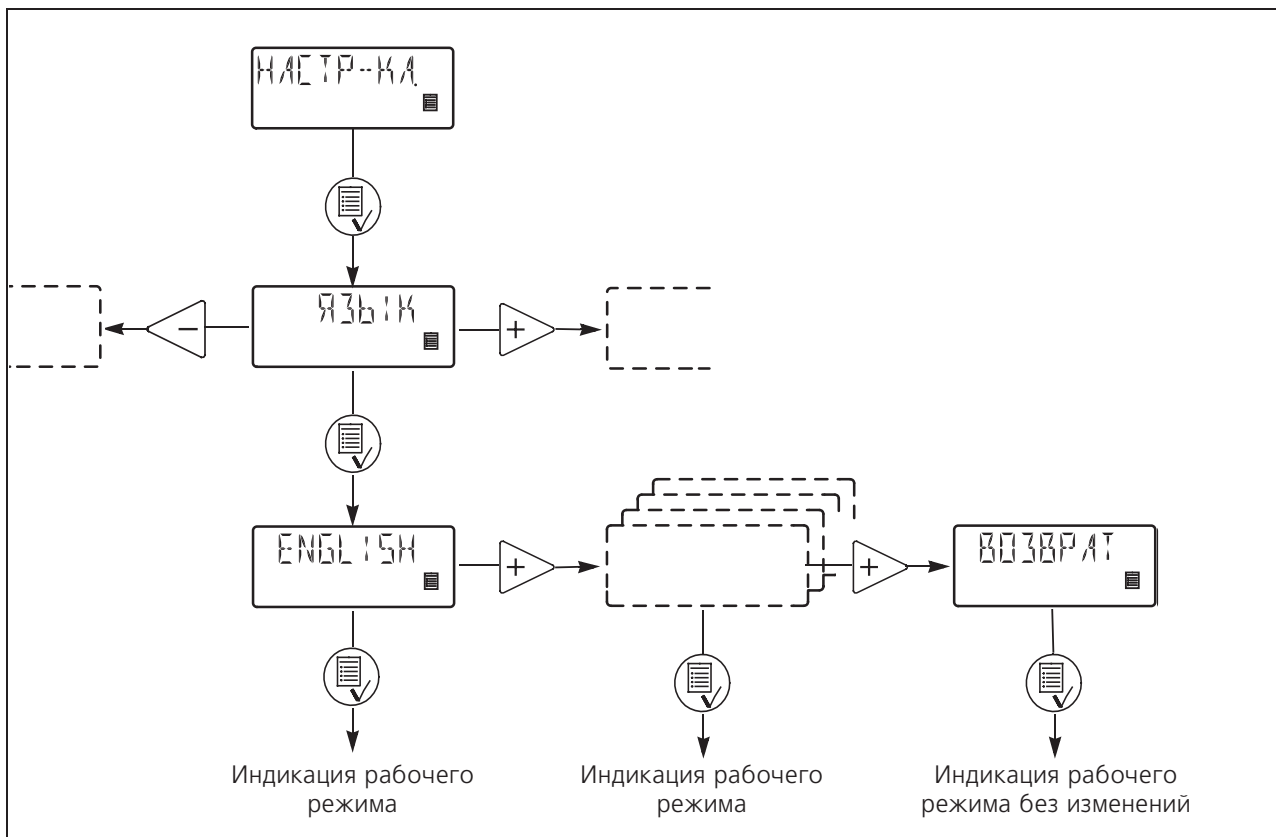 НАСТР-КА.
ЯЗЫК
ENGLISH
ВОЗВРАТ
Индикация рабочего
режима
Индикация рабочего
режима
Индикация рабочего
режима без изменений